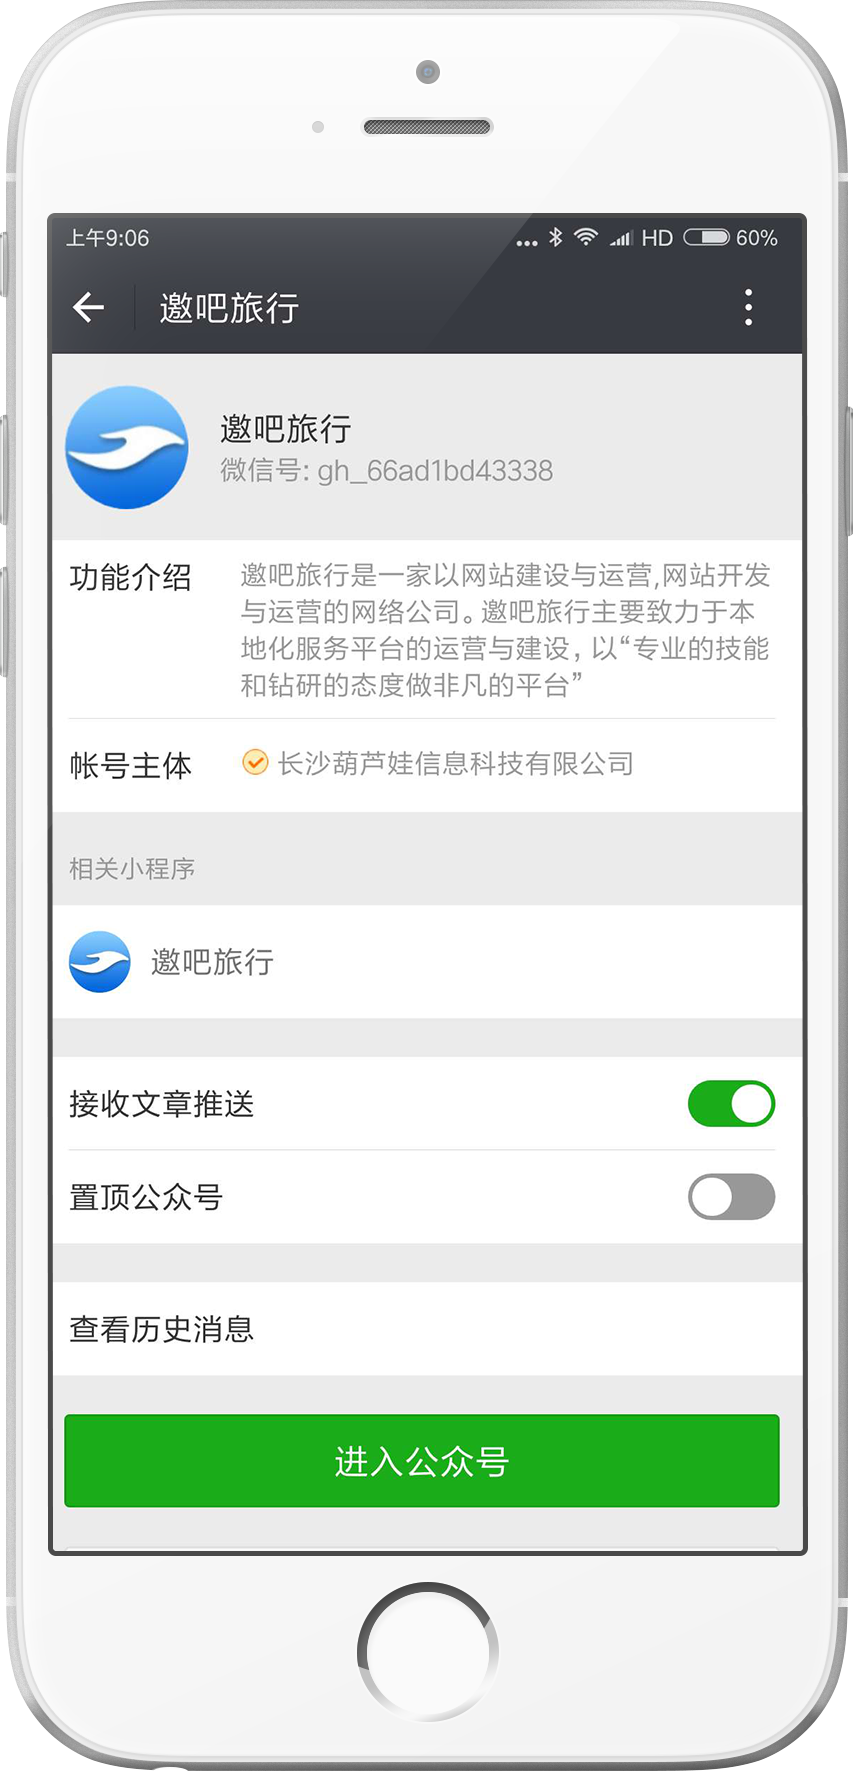 上午9:06
HD
60%
邀吧旅行
邀吧旅行
微信号: gh_66ad1bd43338
功能介绍
邀吧旅行是一家以网站建设与运营,网站开发
与运营的网络公司。邀吧旅行主要致力于本
地化服务平台的运营与建设，以“专业的技能
和钻研的态度做非凡的平台”
帐号主体
长沙葫芦娃信息科技有限公司
相关小程序
邀吧旅行
接收文章推送
置顶公众号
查看历史消息
进入公众号